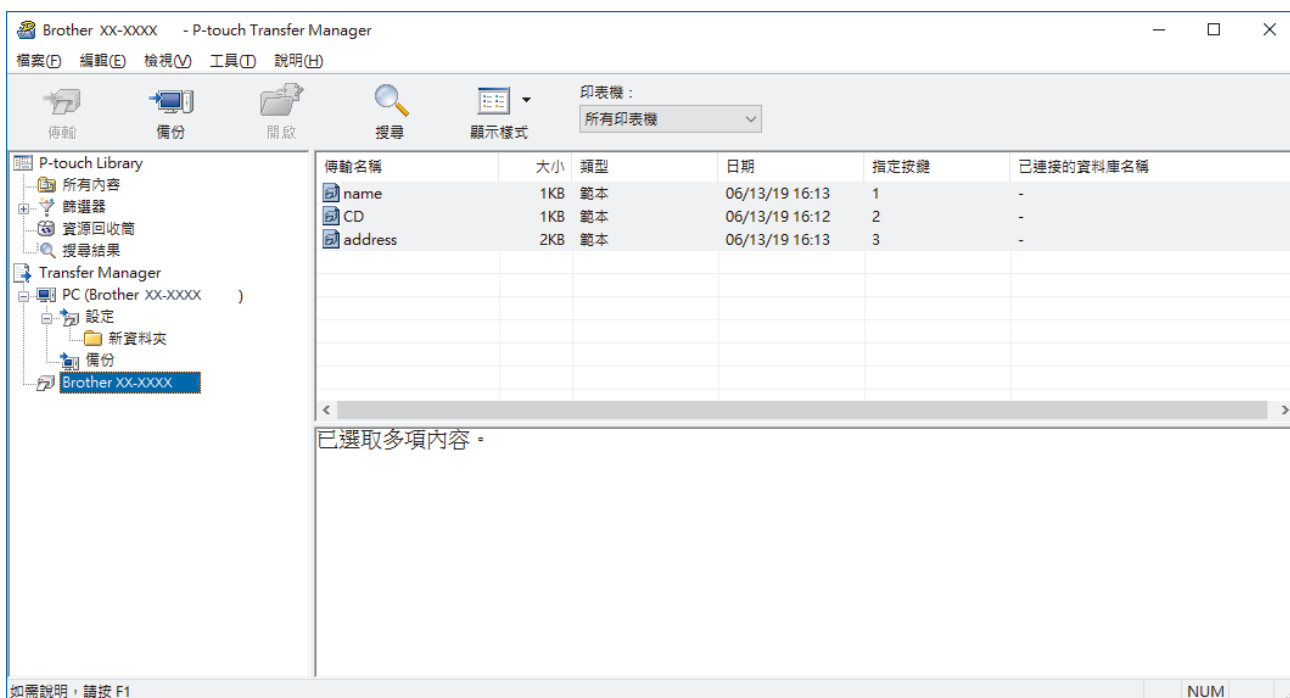 Brother XX-XXXX - P-touch Transfer Manager
檔案(F) 編輯(E) 檢視(V) 工具(T) 說明(H)
傳輸 備份 開啟 搜尋 顯示樣式
印表機：
所有印表機
P-touch Library
所有內容
篩選器
資源回收筒
搜尋結果
Transfer Manager
PC (Brother XX-XXXX )
設定
新資料夾
備份
Brother XX-XXXX
傳輸名稱 大小 類型 日期 指定按鍵 已連接的資料庫名稱
name 1KB 範本 06/13/19 16:13 1 -
CD 1KB 範本 06/13/19 16:12 2 -
address 2KB 範本 06/13/19 16:13 3 -
已選取多項內容。
如需說明，請按 F1
NUM